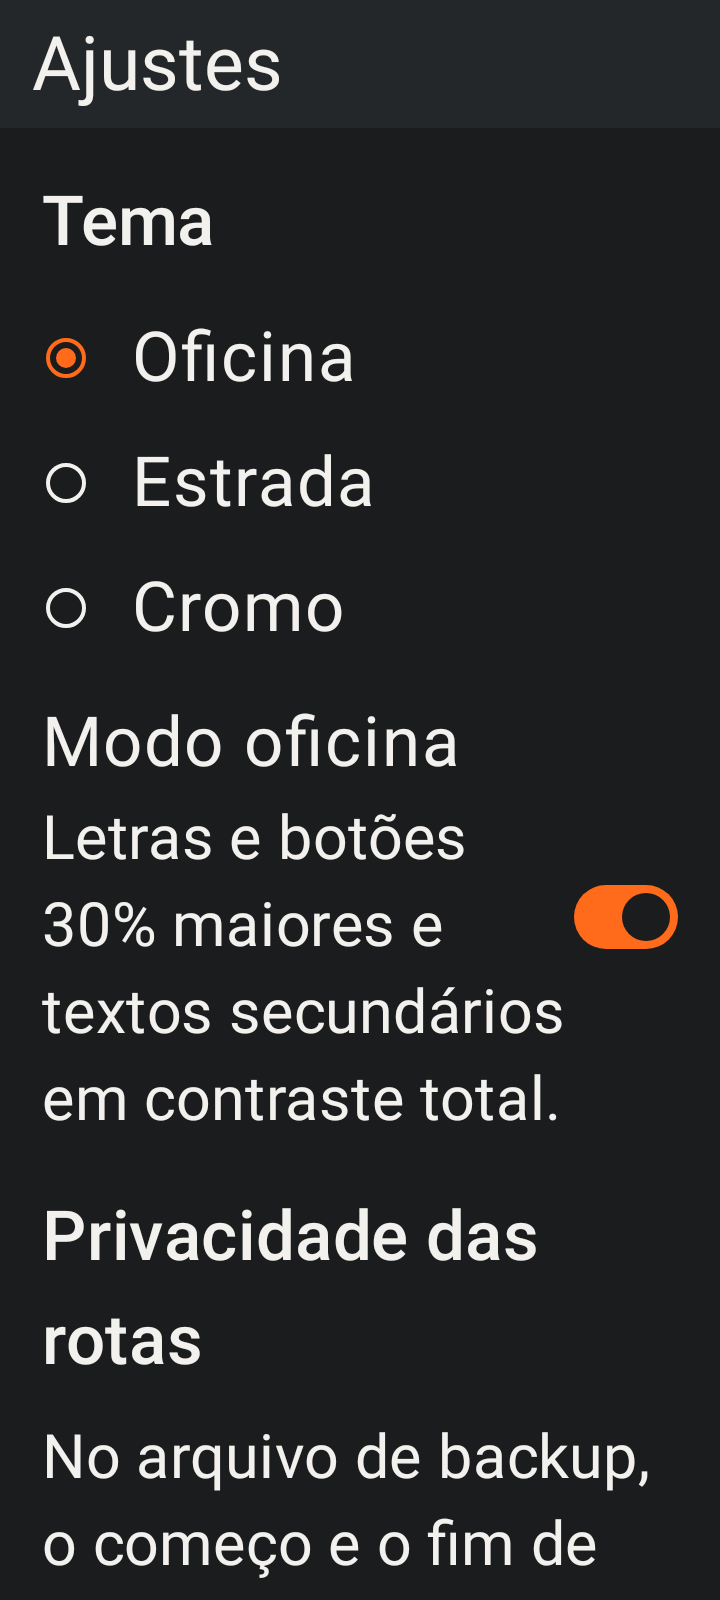 Ajustes
Tema
Oficina
Estrada
Cromo
Modo oficina
Letras e botões
30% maiores e
textos secundários
em contraste total.
Privacidade das
rotas
No arquivo de backup,
o começo e o fim de